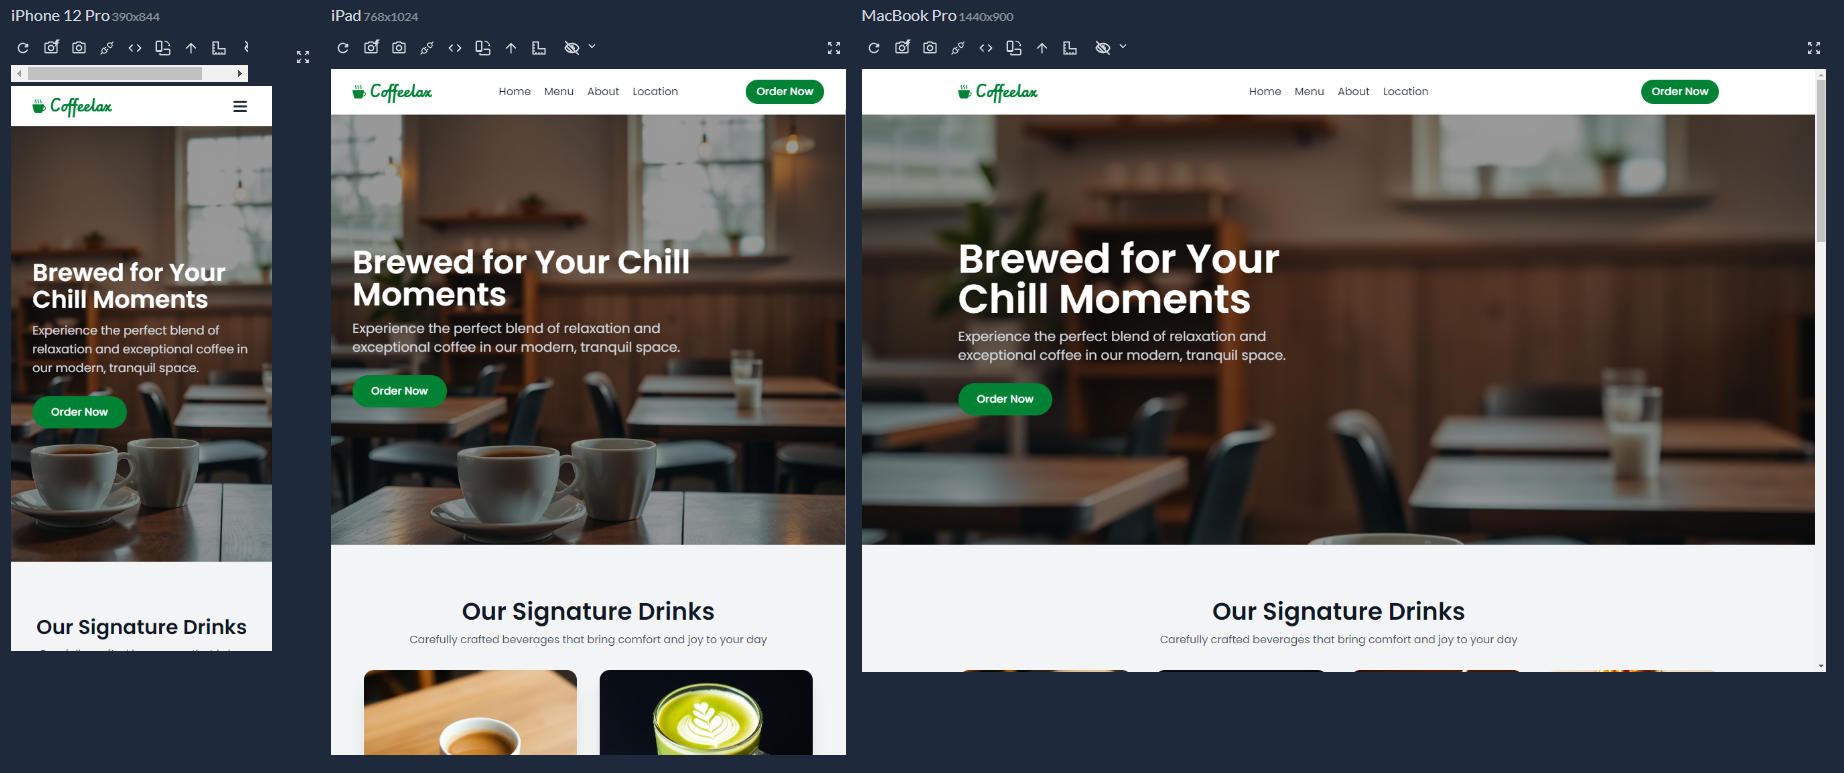 iPhone 12 Pro 390x844
Coffeelax
Brewed for Your
Chill Moments
Experience the perfect blend of
relaxation and exceptional coffee in
our modern, tranquil space.
Order Now
Our Signature Drinks
iPad 768x1024
Coffeelax
Home Menu About Location
Order Now
Brewed for Your Chill
Moments
Experience the perfect blend of relaxation and
exceptional coffee in our modern, tranquil space.
Order Now
Our Signature Drinks
Carefully crafted beverages that bring comfort and joy to your day
MacBook Pro 1440x900
Coffeelax
Home Menu About Location
Order Now
Brewed for Your
Chill Moments
Experience the perfect blend of relaxation and
exceptional coffee in our modern, tranquil space.
Order Now
Our Signature Drinks
Carefully crafted beverages that bring comfort and joy to your day